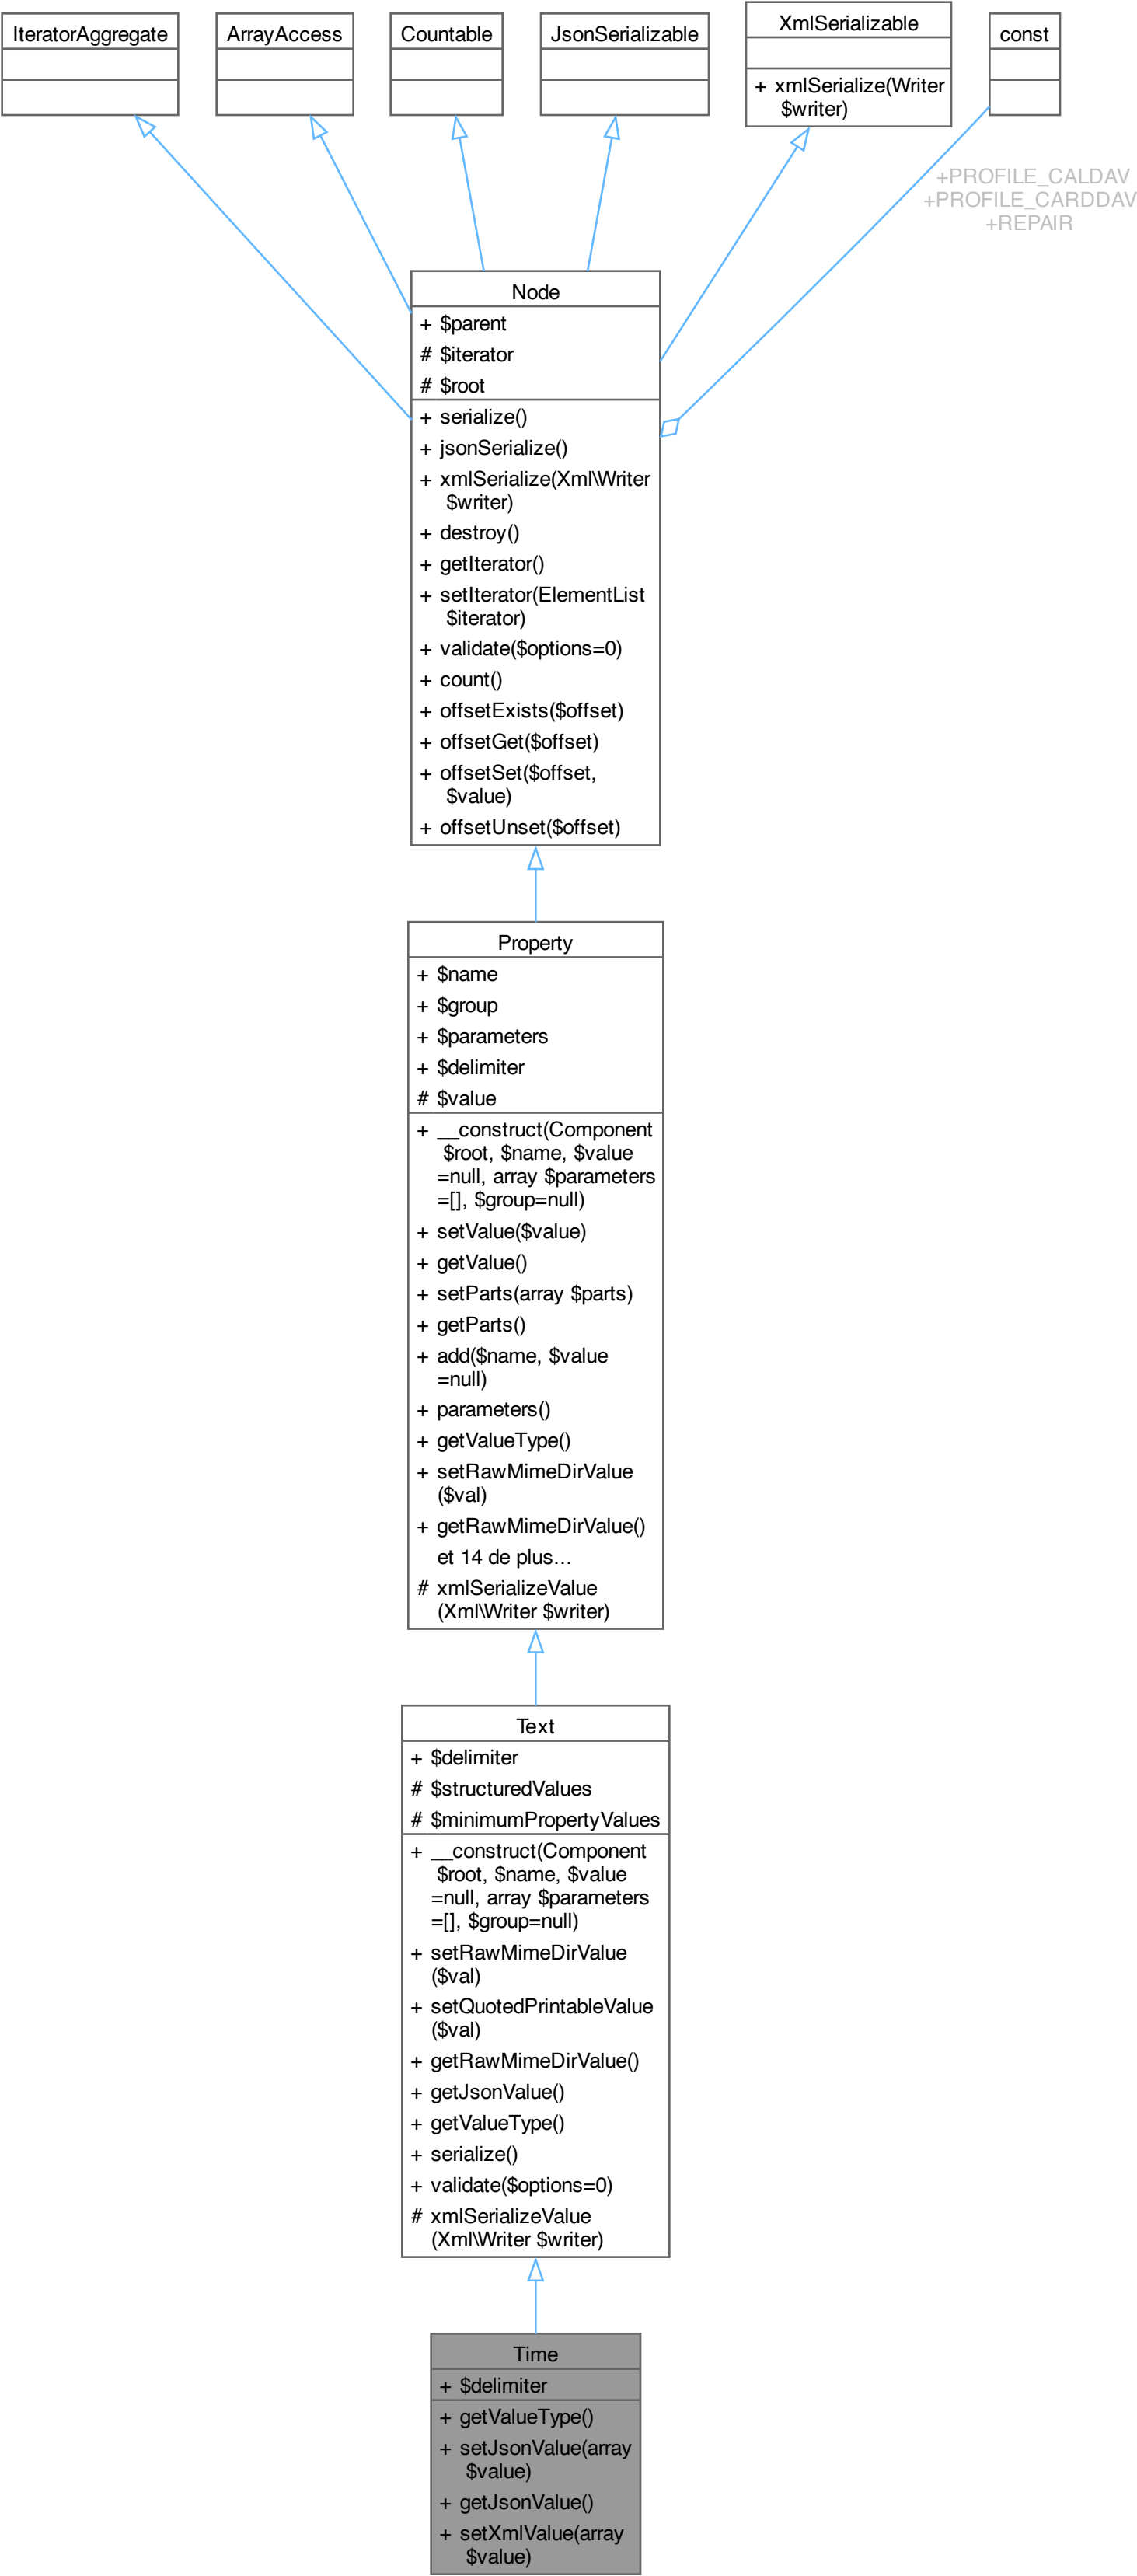 IteratorAggregate
ArrayAccess
Countable
JsonSerializable
XmlSerializable
+ xmlSerialize(Writer
$writer)
const
+PROFILE_CALDAV
+PROFILE_CARDDAV
+REPAIR
Node
+ $parent
# $iterator
# $root
+ serialize()
+ jsonSerialize()
+ xmlSerialize(Xml\Writer
$writer)
+ destroy()
+ getIterator()
+ setIterator(ElementList
$iterator)
+ validate($options=0)
+ count()
+ offsetExists($offset)
+ offsetGet($offset)
+ offsetSet($offset,
$value)
+ offsetUnset($offset)
Property
+ $name
+ $group
+ $parameters
+ $delimiter
# $value
+ __construct(Component
$root, $name, $value
=null, array $parameters
=[], $group=null)
+ setValue($value)
+ getValue()
+ setParts(array $parts)
+ getParts()
+ add($name, $value
=null)
+ parameters()
+ getValueType()
+ setRawMimeDirValue
($val)
+ getRawMimeDirValue()
et 14 de plus...
# xmlSerializeValue
(Xml\Writer $writer)
Text
+ $delimiter
# $structuredValues
# $minimumPropertyValues
+ __construct(Component
$root, $name, $value
=null, array $parameters
=[], $group=null)
+ setRawMimeDirValue
($val)
+ setQuotedPrintableValue
($val)
+ getRawMimeDirValue()
+ getJsonValue()
+ getValueType()
+ serialize()
+ validate($options=0)
# xmlSerializeValue
(Xml\Writer $writer)
Time
+ $delimiter
+ getValueType()
+ setJsonValue(array
$value)
+ getJsonValue()
+ setXmlValue(array
$value)